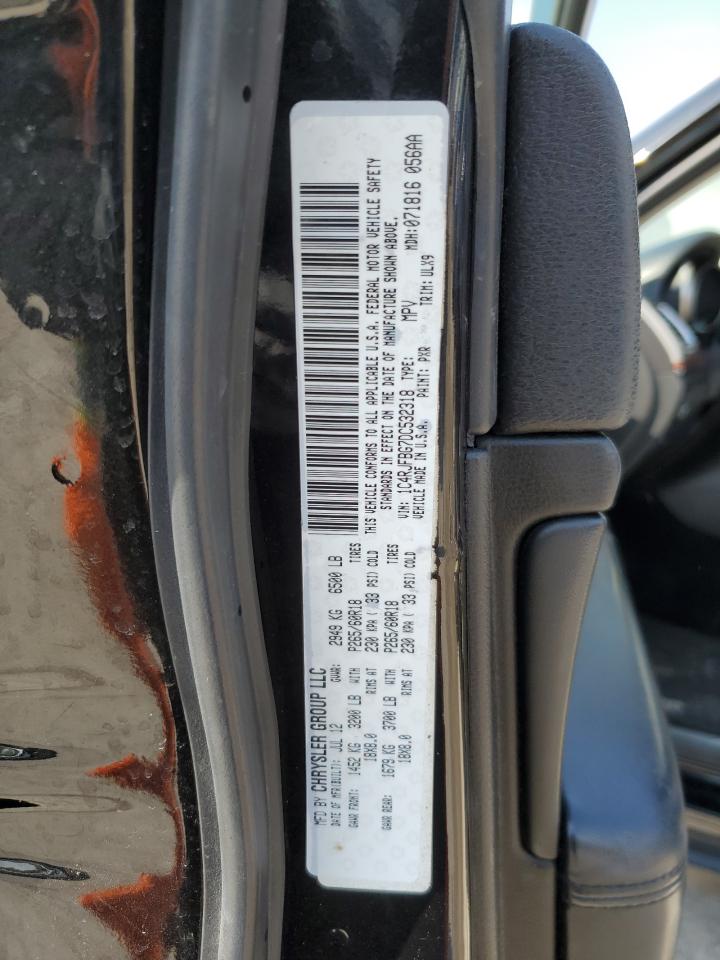 MFD BY CHRYSLER GROUP LLC
DATE OF MFR(BUILT): JUL 12 GVWR: 2949 KG 6500 LB
GAWR FRONT: 1452 KG 3200 LB WITH P265/60R18 TIRES
18X8.0 RIMS AT 230 KPA ( 33 PSI) COLD
GAWR REAR: 1679 KG 3700 LB WITH P265/60R18 TIRES
18X8.0 RIMS AT 230 KPA ( 33 PSI) COLD
THIS VEHICLE CONFORMS TO ALL APPLICABLE U.S.A. FEDERAL MOTOR VEHICLE SAFETY
STANDARDS IN EFFECT ON THE DATE OF MANUFACTURE SHOWN ABOVE.
VIN: 1C4RJFBG7DC532318 TYPE: MPV MDH:071816 056AA
VEHICLE MADE IN U.S.A. PAINT: PXR TRIM: ULX9